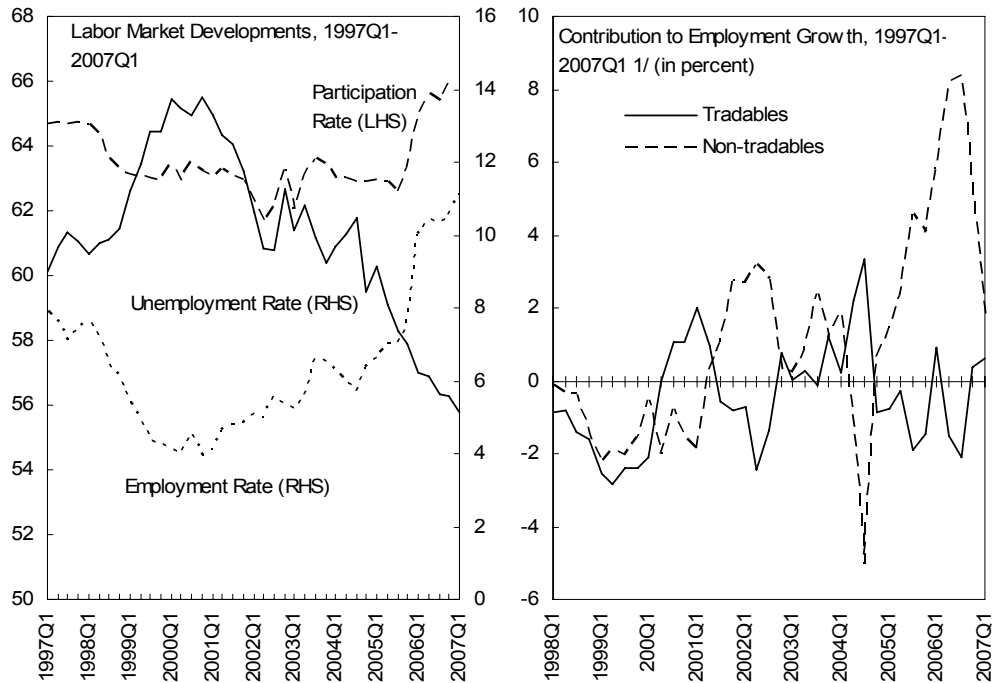 68
66
64
62
60
58
56
54
52
50
Labor Market Developments, 1997Q1-
2007Q1
Participation
Rate (LHS)
Unemployment Rate (RHS)
Employment Rate (RHS)
16
14
12
10
8
6
4
2
0
1997Q1
1998Q1
1999Q1
2000Q1
2001Q1
2002Q1
2003Q1
2004Q1
2005Q1
2006Q1
2007Q1
10
8
6
4
2
0
-2
-4
-6
Contribution to Employment Growth, 1997Q1-
2007Q1 1/ (in percent)
Tradables
Non-tradables
1998Q1
1999Q1
2000Q1
2001Q1
2002Q1
2003Q1
2004Q1
2005Q1
2006Q1
2007Q1